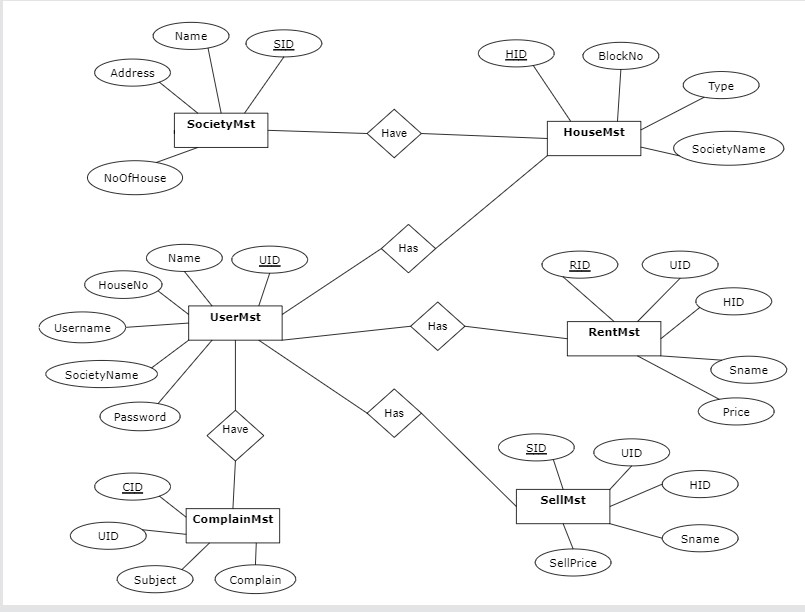 Name
SID
Address
SocietyMst
NoOfHouse
Have
HID
BlockNo
Type
HouseMst
SocietyName
Has
Name
UID
HouseNo
Username
UserMst
SocietyName
Password
Has
RID
UID
HID
RentMst
Sname
Price
Has
Have
SID
UID
HID
SellMst
Sname
SellPrice
CID
ComplainMst
UID
Subject
Complain